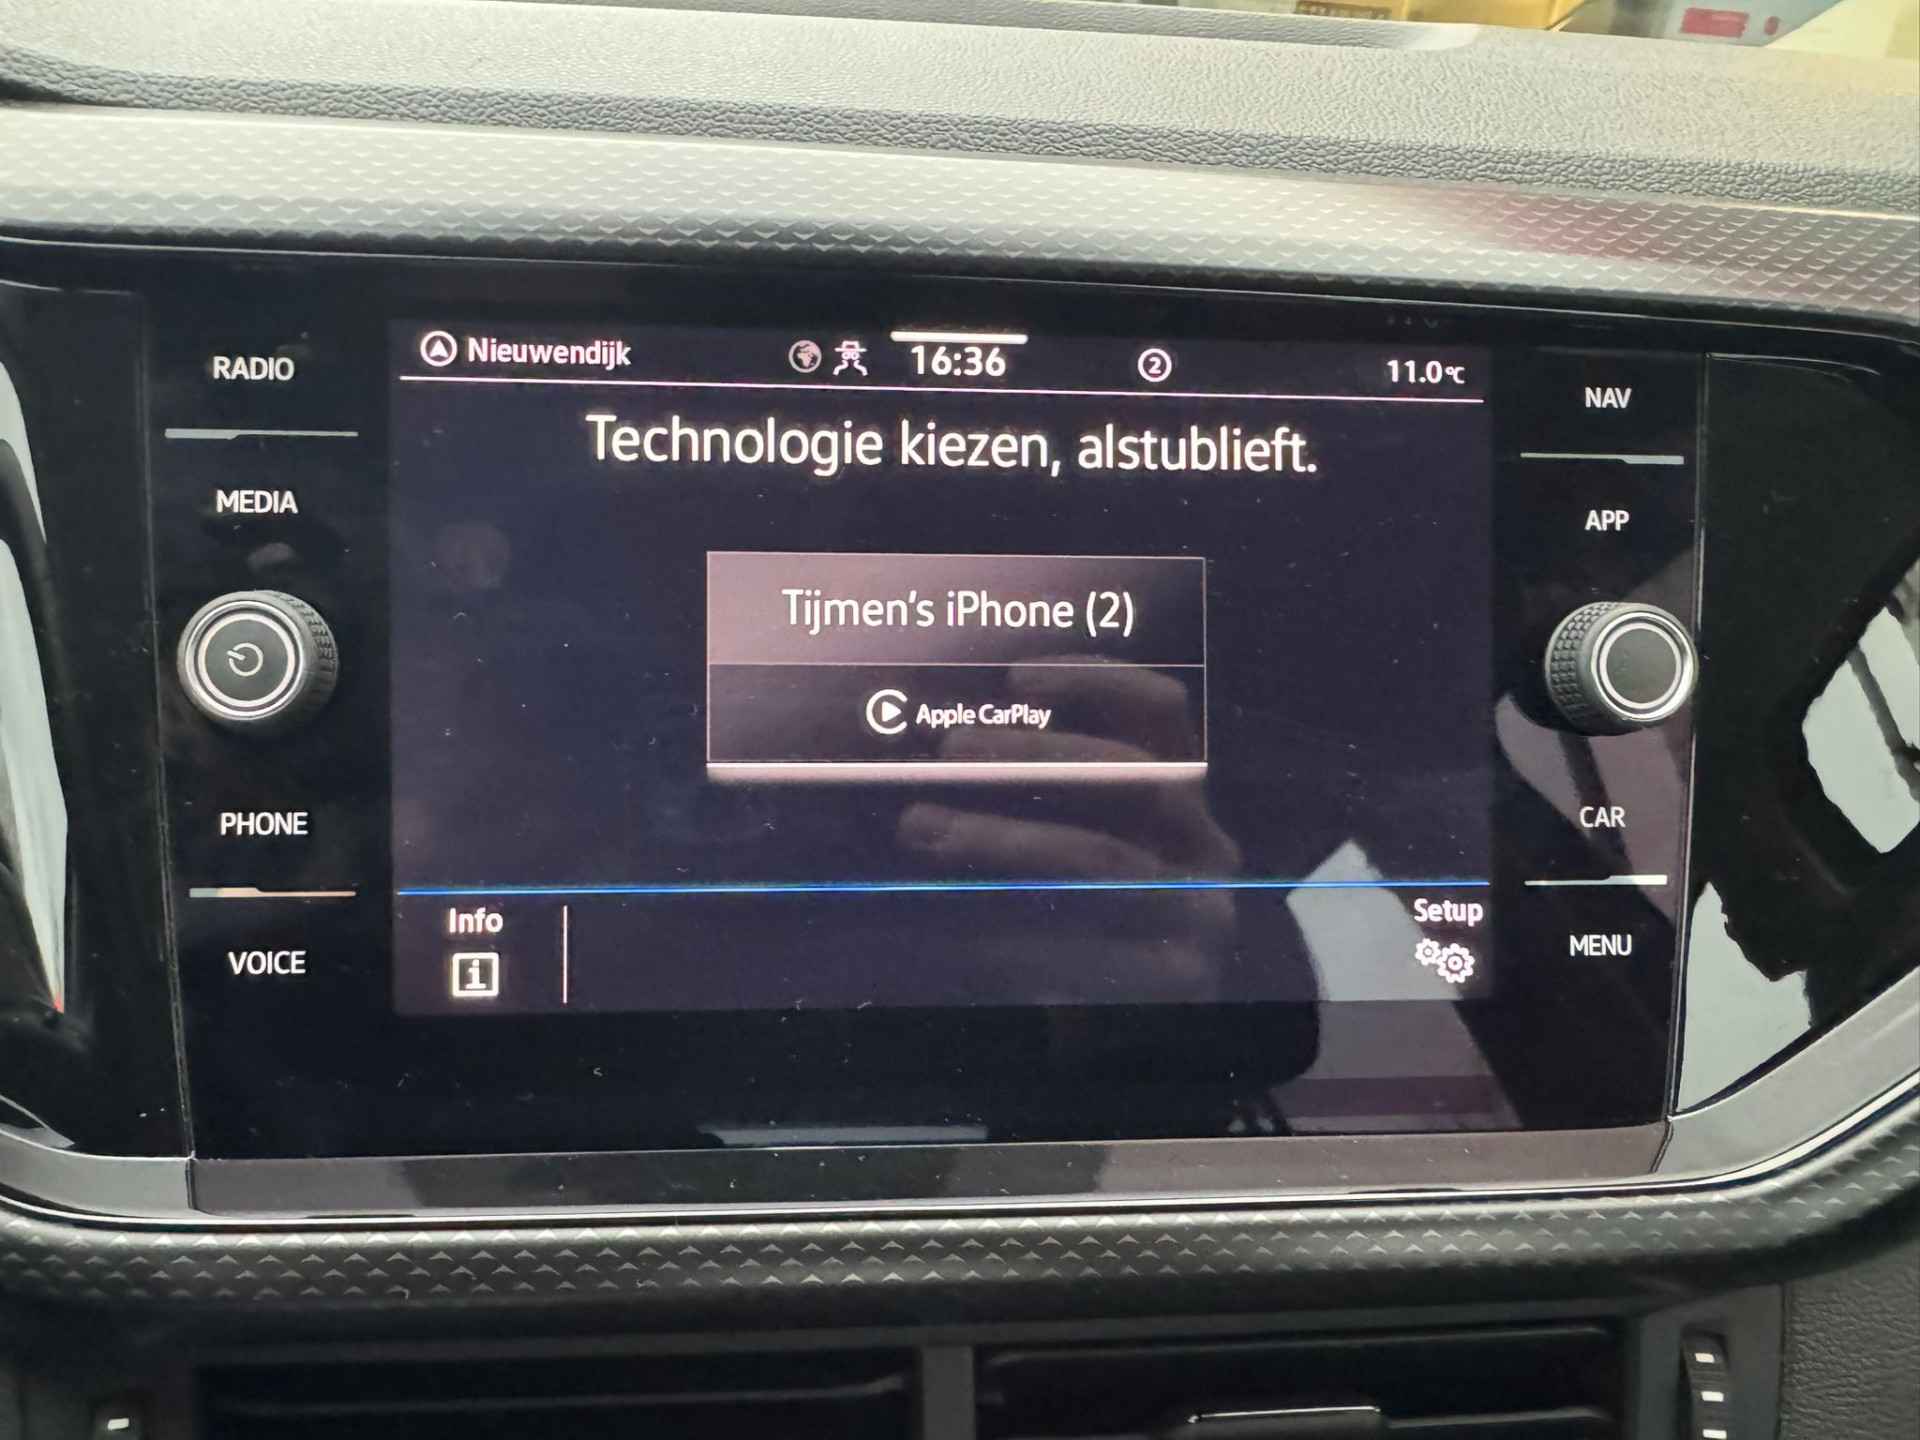 RADIO
MEDIA
PHONE
VOICE
Nieuwendijk
16:36
2
11.0°C
Technologie kiezen, alstublieft.
Tijmen's iPhone (2)
Apple CarPlay
Info
i
Setup
NAV
APP
CAR
MENU